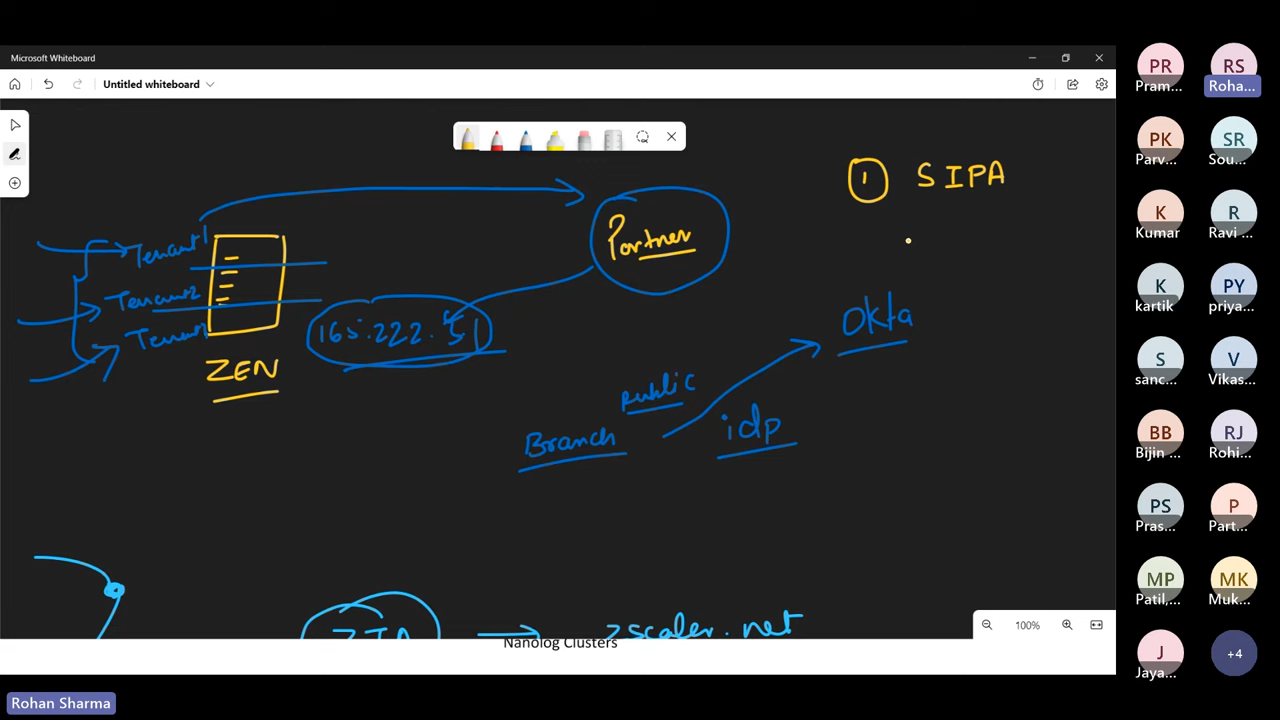 Microsoft Whiteboard
Untitled whiteboard
1 SIPA
Tenant1
Partner
Tenant2
165.222.51
Tenant
ZEN
Okta
public
Branch
idp
ZIA
zscaler.net
Nanolog Clusters
100%
PR
Pram...
RS
Roha...
PK
Parv...
SR
Sou...
K
Kumar
R
Ravi ...
K
kartik
PY
priya...
S
sanc...
V
Vikas...
BB
Bijin ...
RJ
Rohi...
PS
Pras...
P
Part...
MP
Patil,...
MK
Muk...
J
Jaya...
+4
Rohan Sharma